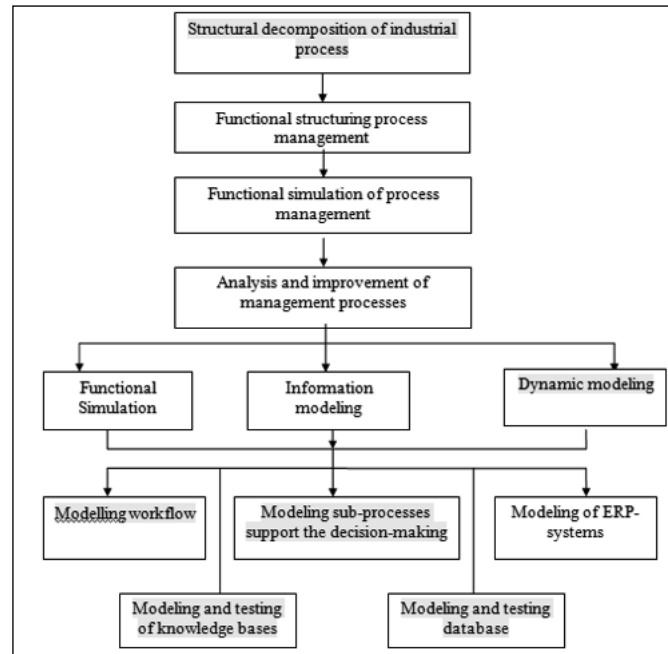 Structural decomposition of industrial
process
Functional structuring process
management
Functional simulation of process
management
Analysis and improvement of
management processes
Functional
Simulation
Information
modeling
Dynamic modeling
Modelling workflow
Modeling sub-processes
support the decision-making
Modeling of ERP-
systems
Modeling and testing
of knowledge bases
Modeling and testing
database